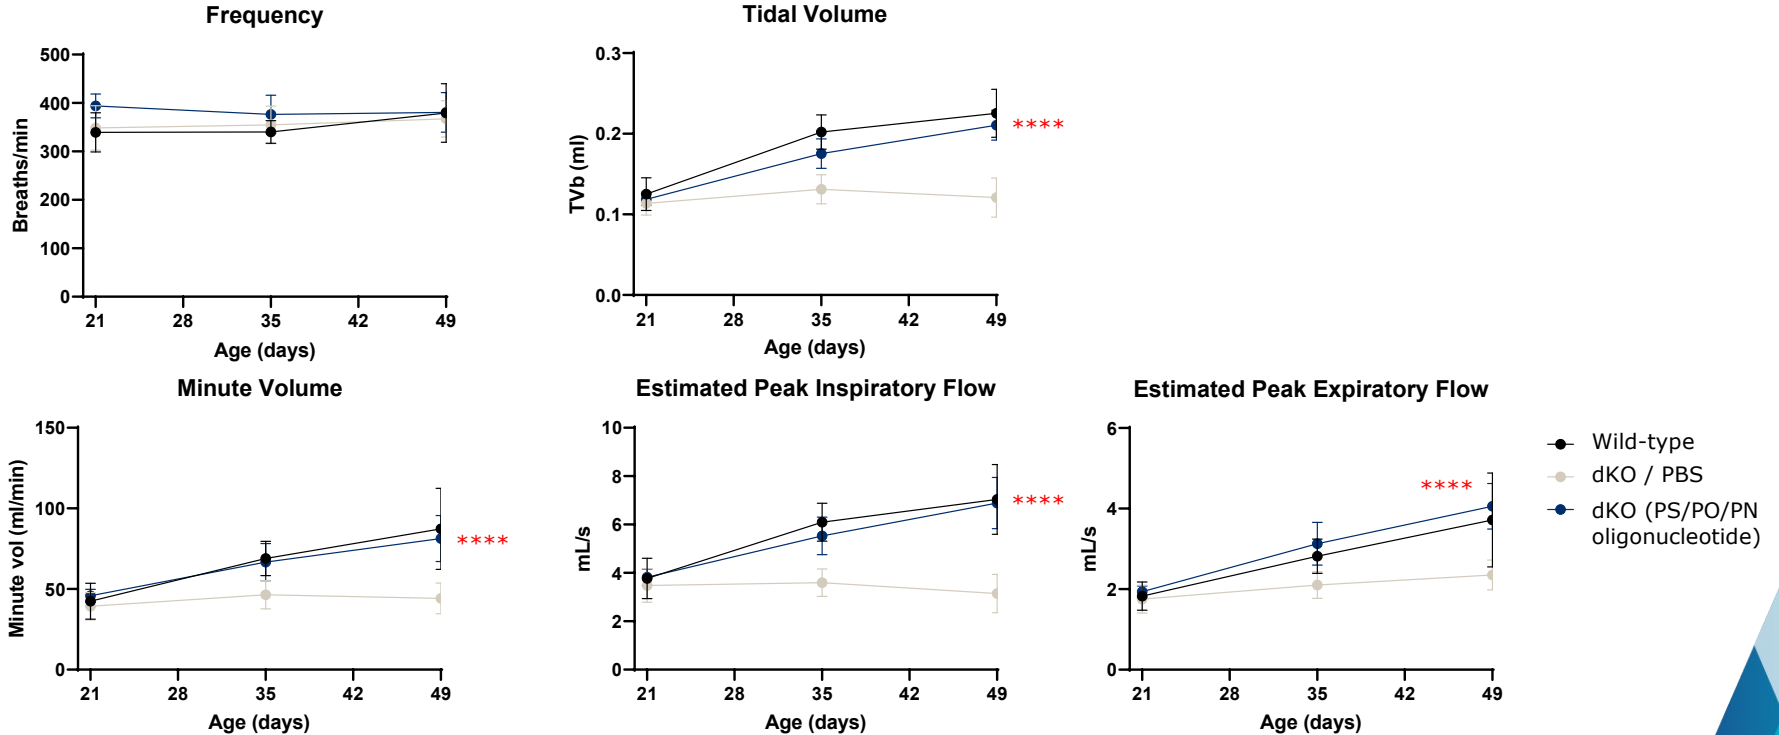 Frequency
500
400
300
200
100
0
Breaths/min
21 28 35 42 49
Age (days)
Tidal Volume
0.3
0.2
0.1
0.0
TVb (ml)
****
21 28 35 42 49
Age (days)
Minute Volume
150
100
50
0
Minute vol (ml/min)
****
21 28 35 42 49
Age (days)
Estimated Peak Inspiratory Flow
10
8
6
4
2
0
mL/s
****
21 28 35 42 49
Age (days)
Estimated Peak Expiratory Flow
6
4
2
0
mL/s
****
21 28 35 42 49
Age (days)
Wild-type
dKO / PBS
dKO (PS/PO/PN
oligonucleotide)